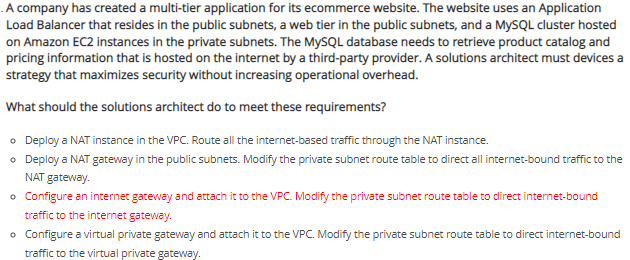 . A company has created a multi-tier application for its ecommerce website. The website uses an Application
Load Balancer that resides in the public subnets, a web tier in the public subnets, and a MySQL cluster hosted
on Amazon EC2 instances in the private subnets. The MySQL database needs to retrieve product catalog and
pricing information that is hosted on the internet by a third-party provider. A solutions architect must devices a
strategy that maximizes security without increasing operational overhead.
What should the solutions architect do to meet these requirements?
o Deploy a NAT instance in the VPC. Route all the internet-based traffic through the NAT instance.
o Deploy a NAT gateway in the public subnets. Modify the private subnet route table to direct all internet-bound traffic to the
NAT gateway.
o Configure an internet gateway and attach it to the VPC. Modify the private subnet route table to direct internet-bound
traffic to the internet gateway.
o Configure a virtual private gateway and attach it to the VPC. Modify the private subnet route table to direct internet-bound
traffic to the virtual private gateway.